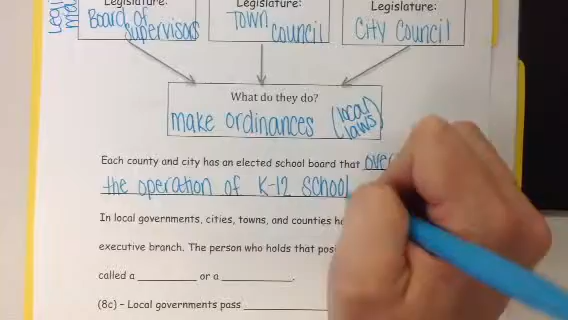 Legislature: Legislature: Legislature:
Board of Supervisors Town Council City Council
What do they do?
make ordinances (local laws)
Each county and city has an elected school board that
the operation of K-12 school
In local governments, cities, towns, and counties
executive branch. The person who holds that
called a __________ or a ____________.
(8c) – Local governments pass